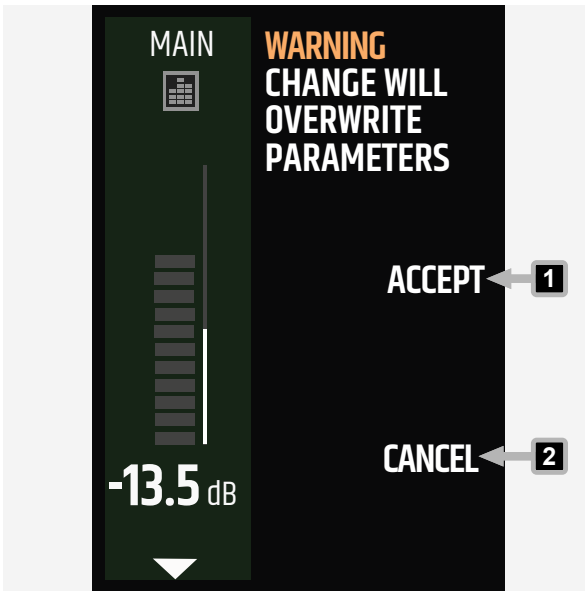 MAIN
WARNING
CHANGE WILL
OVERWRITE
PARAMETERS
ACCEPT
1
CANCEL
2
-13.5 dB